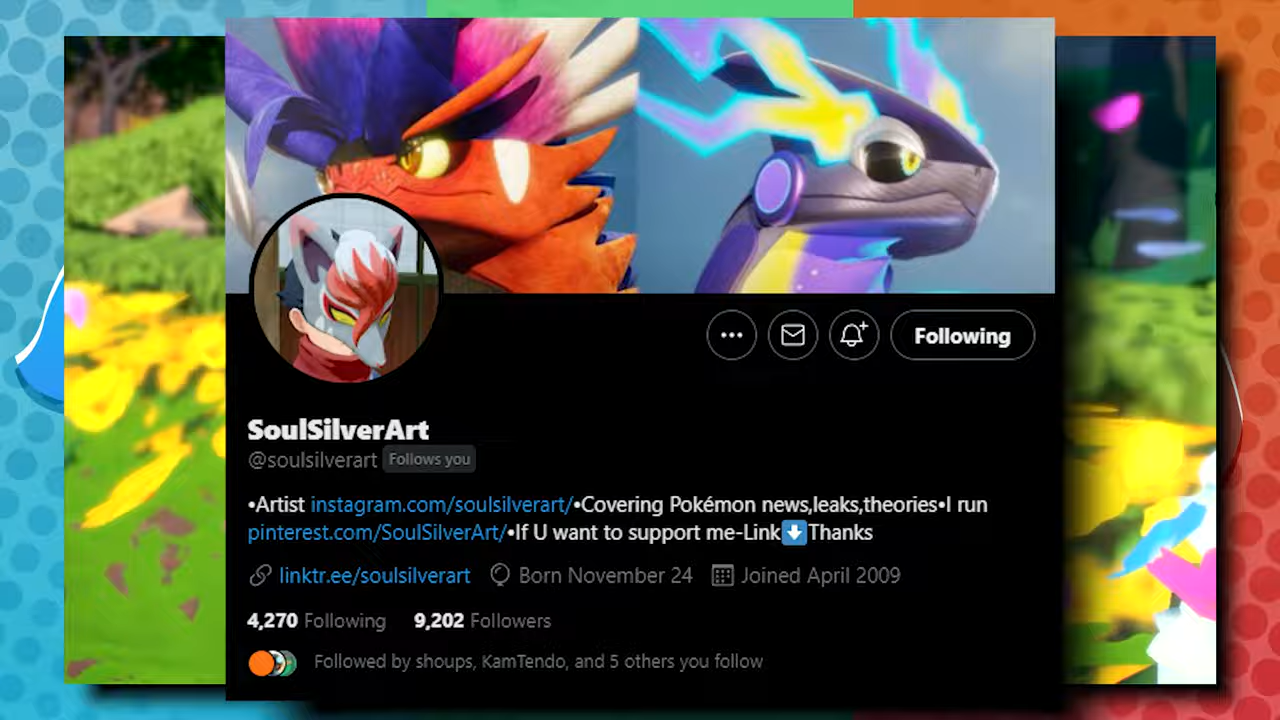 Following
SoulSilverArt
@soulsilverart Follows you
•Artist instagram.com/soulsilverart/•Covering Pokémon news,leaks,theories•I run
pinterest.com/SoulSilverArt/•If U want to support me-Link⬇️Thanks
linktr.ee/soulsilverart Born November 24 Joined April 2009
4,270 Following 9,202 Followers
Followed by shoups, KamTendo, and 5 others you follow